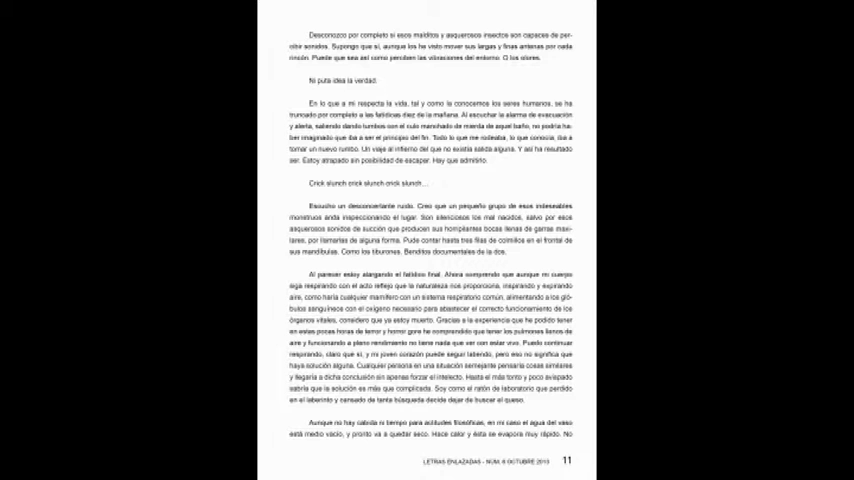 Desconozco por completo si esos malditos y asquerosos insectos son capaces de per-
cibir sonidos. Supongo que sí, aunque los he visto mover sus largas y finas antenas por cada
rincón. Puede que sea así como perciben las vibraciones del entorno. O los olores.
Ni puta idea la verdad.
En lo que a mi respecta la vida, tal y como la conocemos los seres humanos, se ha
truncado por completo a las fatídicas diez de la mañana. Al escuchar la alarma de evacuación
y alerta, saliendo dando tumbos con el culo manchado de mierda de aquel baño, no podría ha-
ber imaginado que iba a ser el principio del fin. Todo lo que me rodeaba, lo que conocía, iba a
tomar un nuevo rumbo. Un viaje al infierno del que no existía salida alguna. Y así ha resultado
ser. Estoy atrapado sin posibilidad de escapar. Hay que admitirlo.
Crick slunch crick slunch crick slunch…
Escucho un desconcertante ruido. Creo que un pequeño grupo de esos indeseables
monstruos anda inspeccionando el lugar. Son silenciosos los mal nacidos, salvo por esos
asquerosos sonidos de succión que producen sus horripilantes bocas llenas de garras maxi-
lares, por llamarlas de alguna forma. Pude contar hasta tres filas de colmillos en el frontal de
sus mandíbulas. Como los tiburones. Benditos documentales de la dos.
Al parecer estoy alargando el fatídico final. Ahora comprendo que aunque mi cuerpo
siga respirando con el acto reflejo que la naturaleza nos proporciona, inspirando y expirando
aire, como haría cualquier mamífero con un sistema respiratorio común, alimentando a los gló-
bulos sanguíneos con el oxígeno necesario para abastecer el correcto funcionamiento de los
órganos vitales, considero que ya estoy muerto. Gracias a la experiencia que he podido tener
en estas pocas horas de terror y horror gore he comprendido que tener los pulmones llenos de
aire y funcionando a pleno rendimiento no tiene nada que ver con estar vivo. Puedo continuar
respirando, claro que sí, y mi joven corazón puede seguir latiendo, pero eso no significa que
haya solución alguna. Cualquier persona en una situación semejante pensaría cosas similares
y llegaría a dicha conclusión sin apenas forzar el intelecto. Hasta el más tonto y poco avispado
sabría que la solución es más que complicada. Soy como el ratón de laboratorio que perdido
en el laberinto y cansado de tanta búsqueda decide dejar de buscar el queso.
Aunque no hay cabida ni tiempo para actitudes filosóficas, en mi caso el agua del vaso
está medio vacío, y pronto va a quedar seco. Hace calor y ésta se evapora muy rápido. No
LETRAS ENLAZADAS - NÚM. 6 OCTUBRE 2013 11